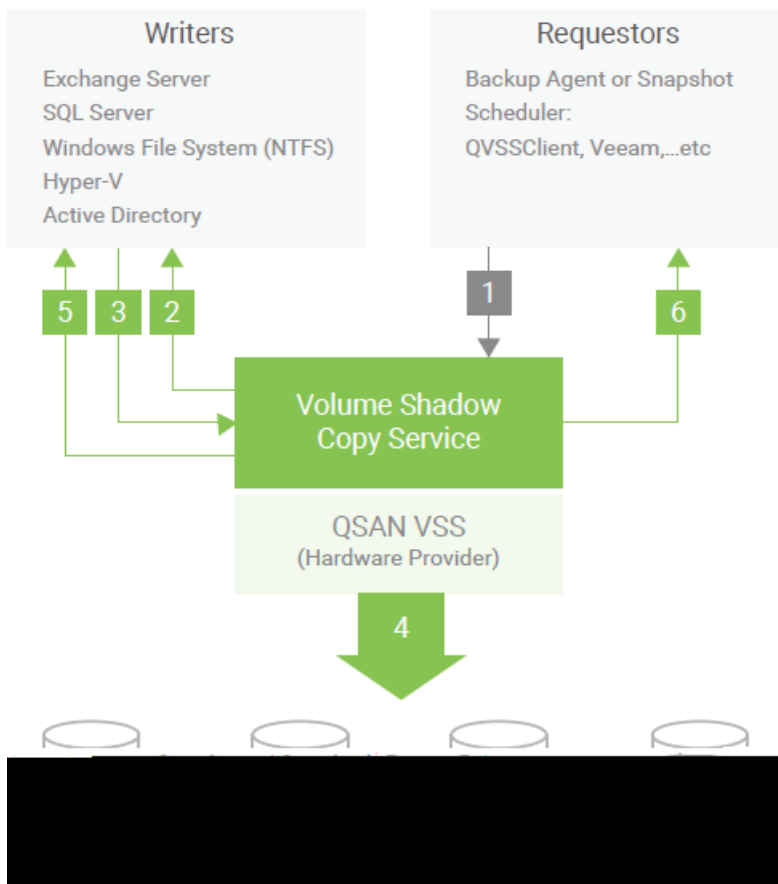 Writers
Exchange Server
SQL Server
Windows File System (NTFS)
Hyper-V
Active Directory
Requestors
Backup Agent or Snapshot
Scheduler:
QVSSClient, Veeam,...etc
5
3
2
1
6
Volume Shadow
Copy Service
QSAN VSS
(Hardware Provider)
4